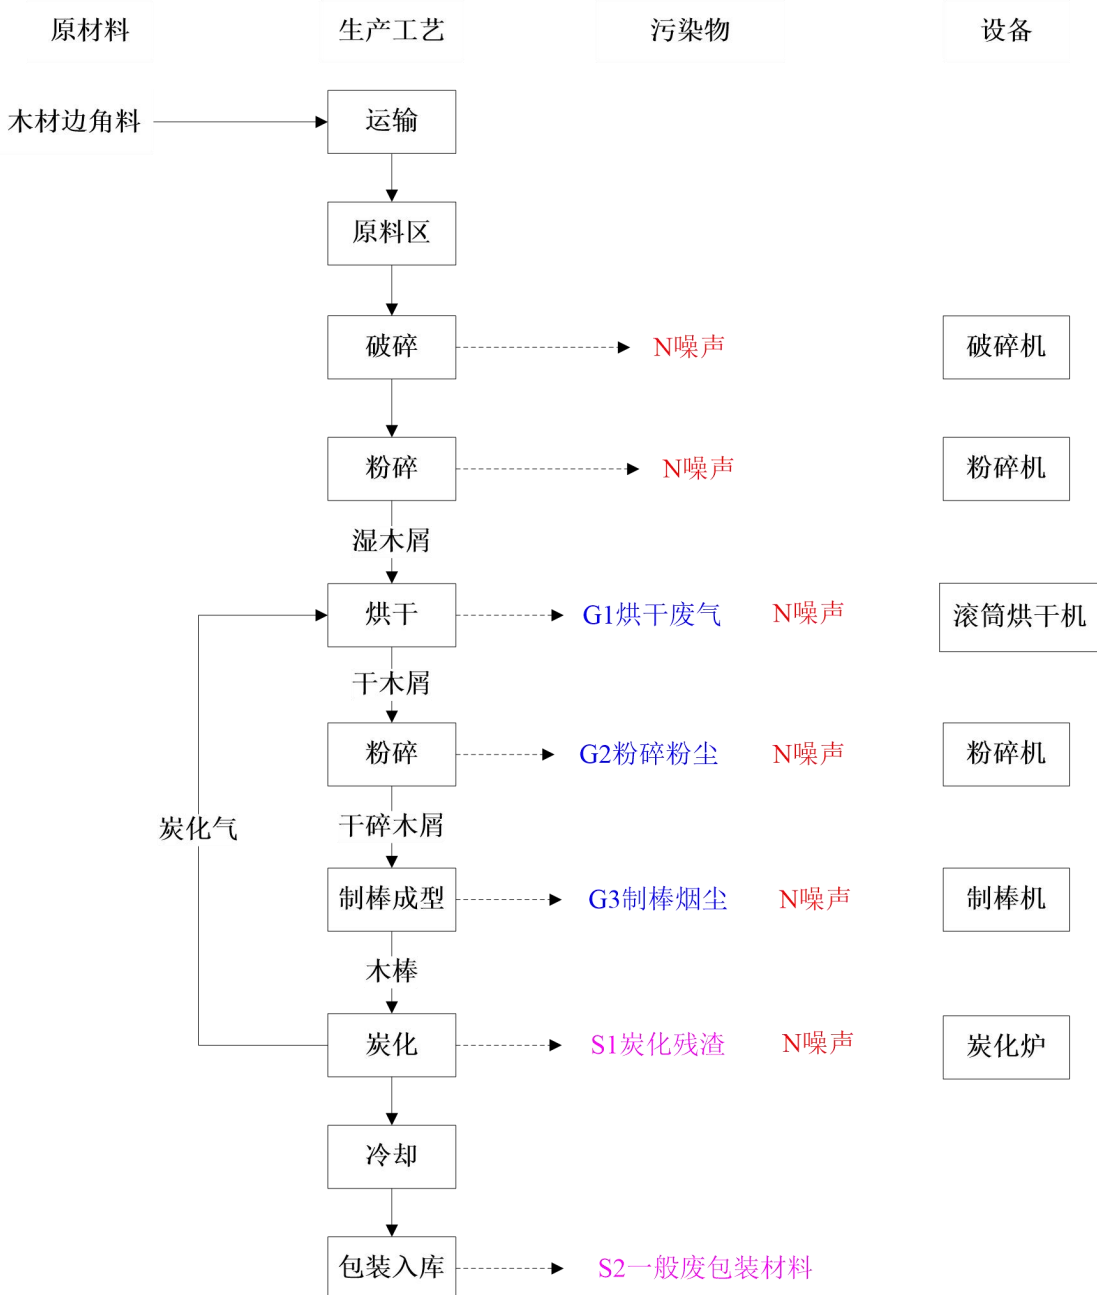 原材料 生产工艺 污染物 设备
木材边角料 运输
原料区
破碎 N噪声 破碎机
粉碎 N噪声 粉碎机
湿木屑
烘干 G1烘干废气 N噪声 滚筒烘干机
干木屑
粉碎 G2粉碎粉尘 N噪声 粉碎机
炭化气 干碎木屑
制棒成型 G3制棒烟尘 N噪声 制棒机
木棒
炭化 S1炭化残渣 N噪声 炭化炉
冷却
包装入库 S2一般废包装材料